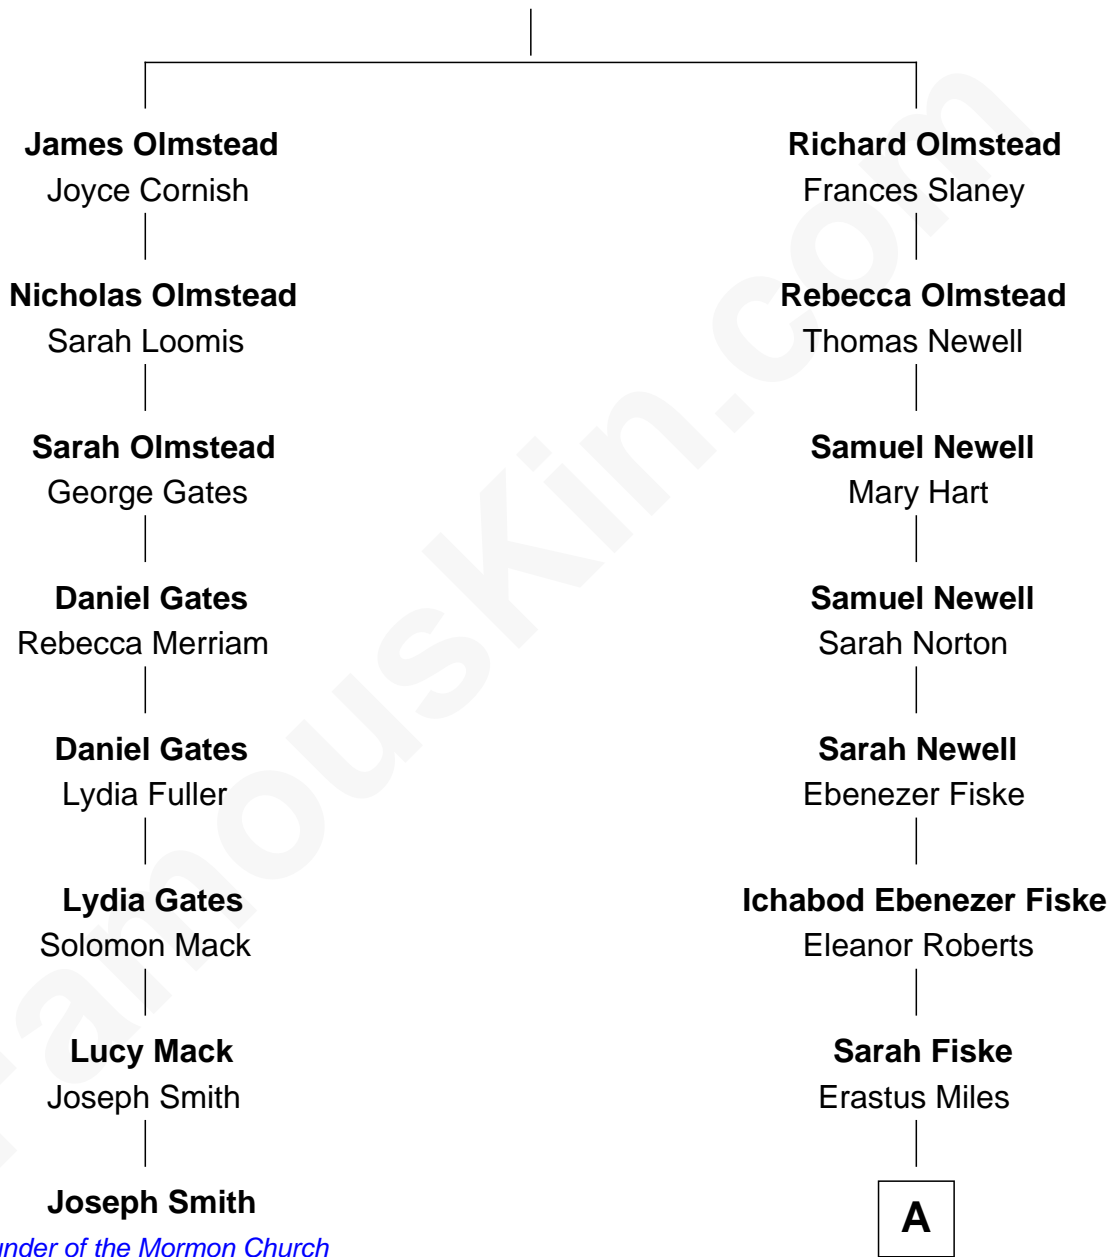 James Olmstead
Joyce Cornish
Nicholas Olmstead
Sarah Loomis
Sarah Olmstead
George Gates
Daniel Gates
Rebecca Merriam
Daniel Gates
Lydia Fuller
Lydia Gates
Solomon Mack
Lucy Mack
Joseph Smith
Joseph Smith
under of the Mormon Church
Richard Olmstead
Frances Slaney
Rebecca Olmstead
Thomas Newell
Samuel Newell
Mary Hart
Samuel Newell
Sarah Norton
Sarah Newell
Ebenezer Fiske
Ichabod Ebenezer Fiske
Eleanor Roberts
Sarah Fiske
Erastus Miles
A
FamousKin.com